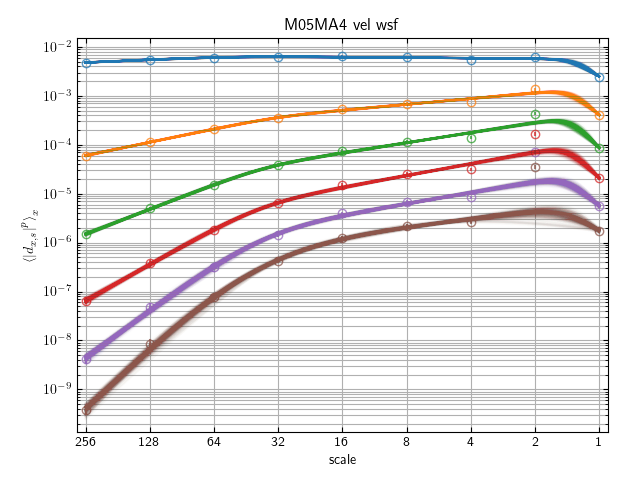 M05MA4 vel wsf
10⁻²
10⁻³
10⁻⁴
10⁻⁵
10⁻⁶
10⁻⁷
10⁻⁸
10⁻⁹
⟨|d_{x,s}|^p⟩_x
256 128 64 32 16 8 4 2 1
scale